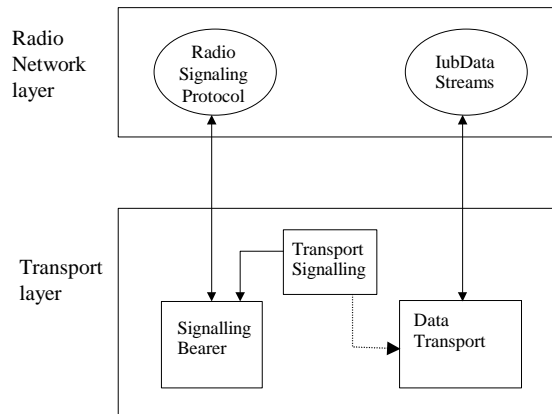 Radio
Network
layer
Radio
Signaling
Protocol
IubData
Streams
Transport
layer
Transport
Signalling
Signalling
Bearer
Data
Transport